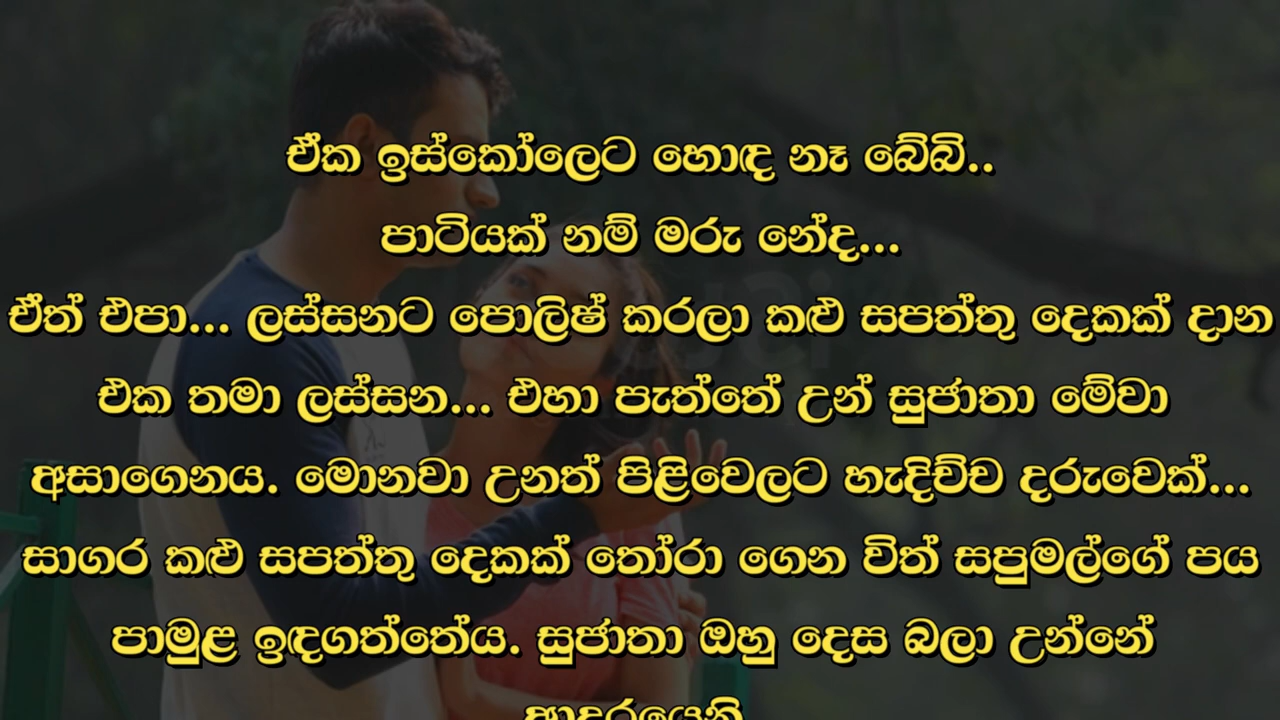 ඒක ඉස්කෝලෙට හොඳ නෑ බේබි..
පාටියක් නම් මරු නේද...
ඒත් එපා... ලස්සනට පොලිෂ් කරලා කළු සපත්තු දෙකක් දාන
එක තමා ලස්සන... එහා පැත්තේ උන් සුජාතා මේවා
අසාගෙනය. මොනවා උනත් පිළිවෙලට හැදිච්ච දරුවෙක්...
සාගර කළු සපත්තු දෙකක් තෝරා ගෙන විත් සපුමල්ගේ පය
පාමුළ ඉඳගත්තේය. සුජාතා ඔහු දෙස බලා උන්නේ
ආදරයෙනි